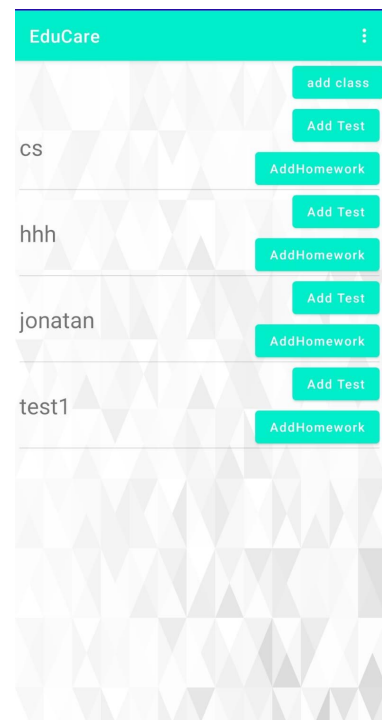 EduCare
add class
Add Test
cs
AddHomework
Add Test
hhh
AddHomework
Add Test
jonatan
AddHomework
Add Test
test1
AddHomework